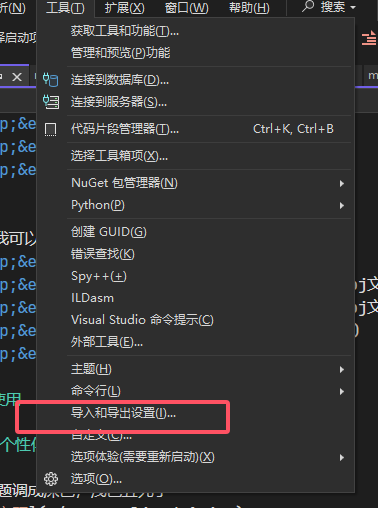 析(N) 工具(T) 扩展(X) 窗口(W) 帮助(H) 搜索
获取工具和功能(T)...
管理和预览(P)功能
连接到数据库(D)...
连接到服务器(S)...
代码片段管理器(T)... Ctrl+K, Ctrl+B
选择工具箱项(X)...
NuGet 包管理器(N)
Python(P)
创建 GUID(G)
错误查找(K)
Spy++(+)
ILDasm
Visual Studio 命令提示(C)
外部工具(E)...
主题(H)
命令行(L)
导入和导出设置(I)...
自定义(C)...
选项体验(需要重新启动)(X)
选项(O)...